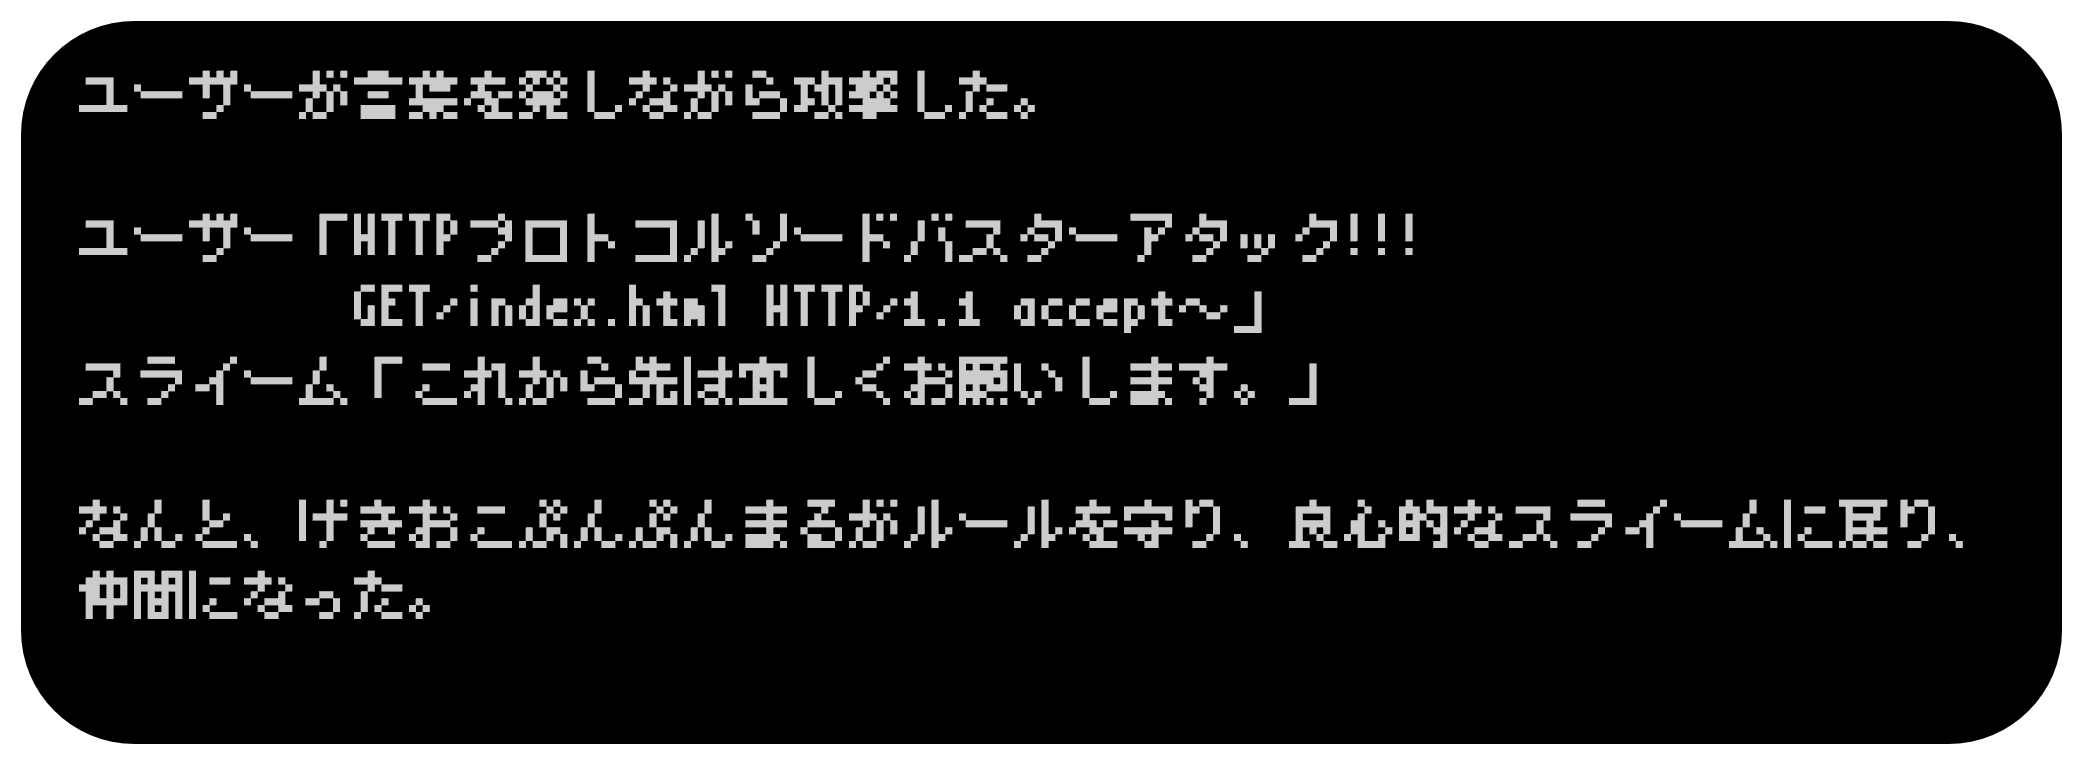 ユーザーが言葉を発しながら攻撃した。
ユーザー「HTTPプロトコルソードバスターアタック!!!
GET/index.html HTTP/1.1 accept～」
スライーム「これから先は宜しくお願いします。」
なんと、げきおこぷんぷんまるがルールを守り、良心的なスライームに戻り、
仲間になった。